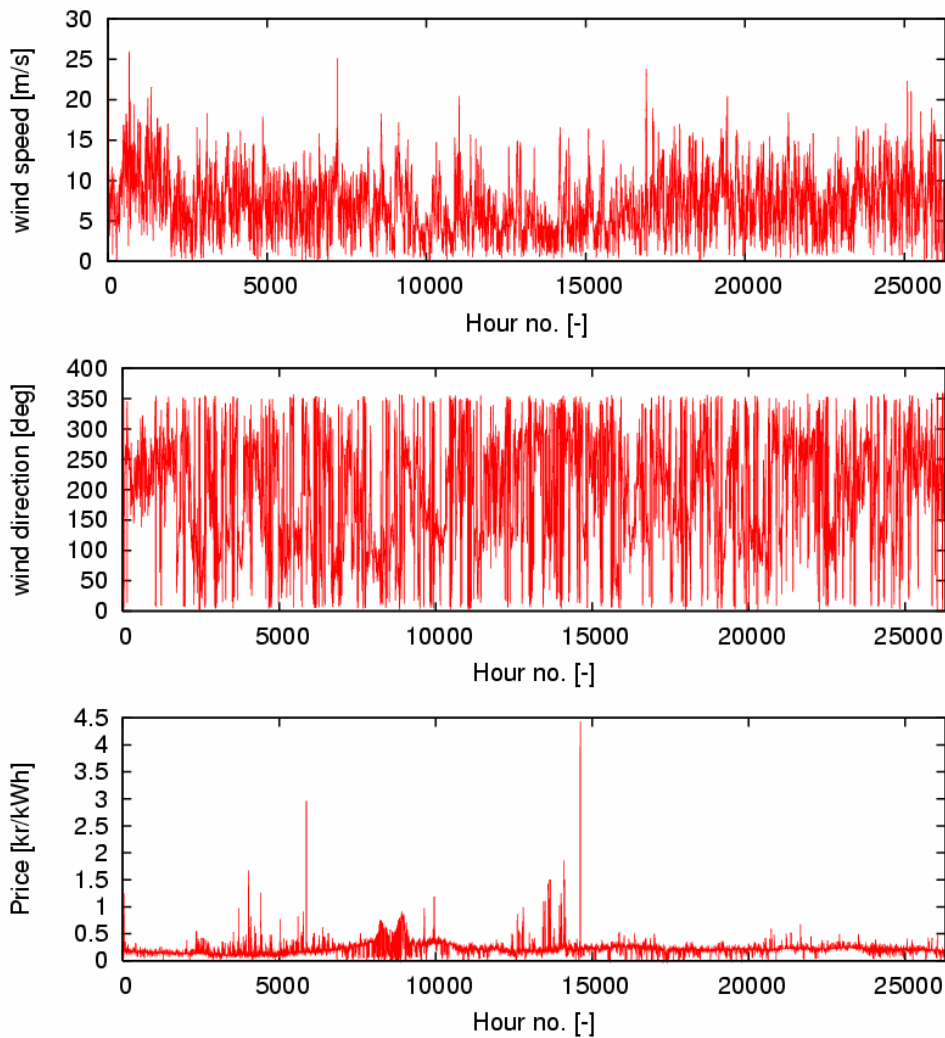 30
25
20
15
10
5
0
wind speed [m/s]
0 5000 10000 15000 20000 25000
Hour no. [-]
400
350
300
250
200
150
100
50
0
wind direction [deg]
0 5000 10000 15000 20000 25000
Hour no. [-]
4.5
4
3.5
3
2.5
2
1.5
1
0.5
0
Price [kr/kWh]
0 5000 10000 15000 20000 25000
Hour no. [-]